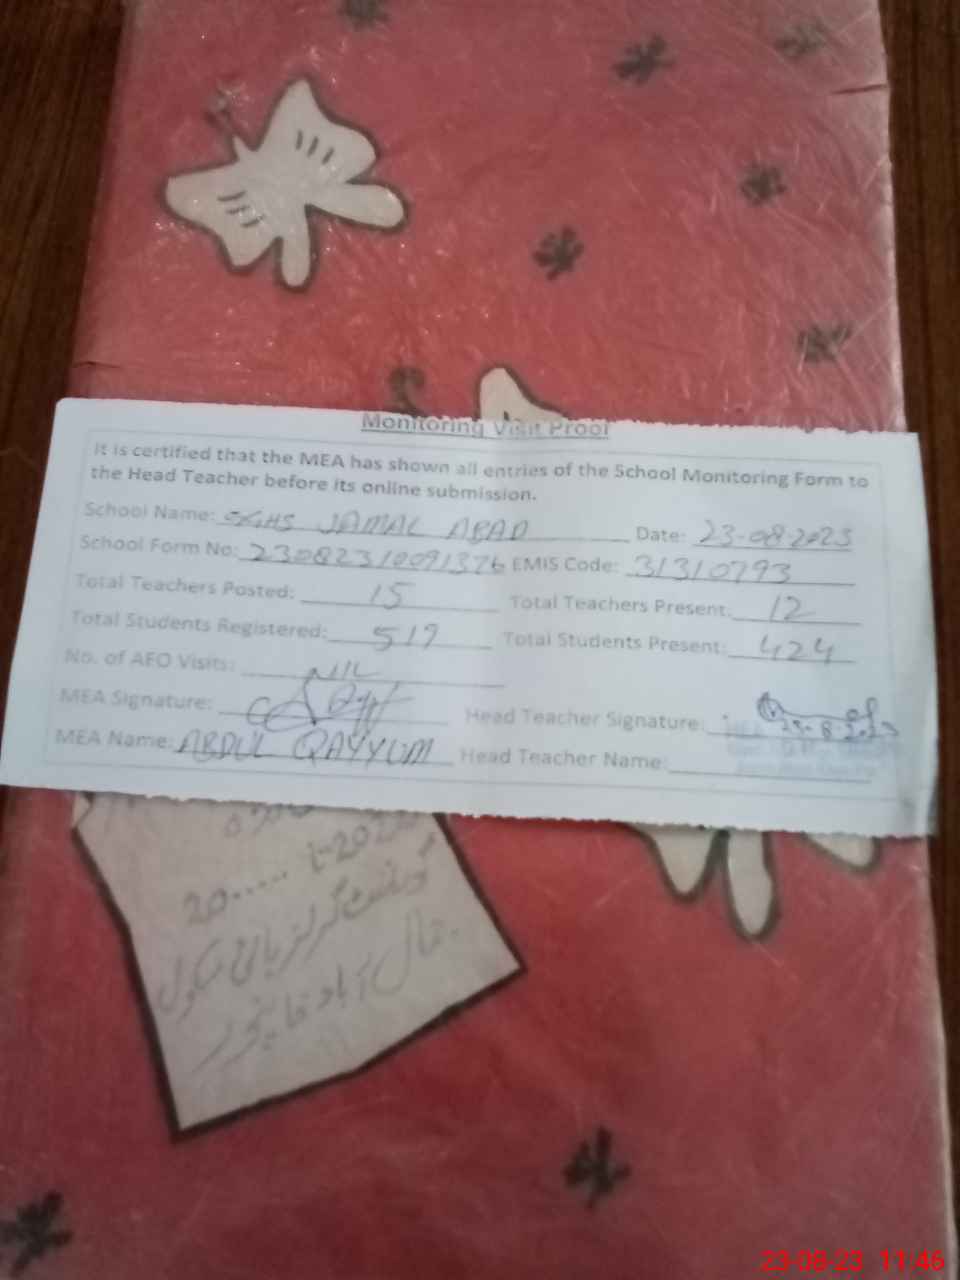 Monitoring Visit Proof
It is certified that the MEA has shown all entries of the School Monitoring Form to
the Head Teacher before its online submission.
School Name: GGHS JAMAL ABAD Date: 23-08-2023
School Form No: 23082310091376 EMIS Code: 31310793
Total Teachers Posted: 15 Total Teachers Present: 12
Total Students Registered: 519 Total Students Present: 424
No. of AEO Visits: NIL
MEA Signature: Head Teacher Signature: 23-8-2023
MEA Name: ABDUL QAYYUM Head Teacher Name:
20
گورنمنٹ گرلز ہائی سکول
جمال آباد
23-08-23 11:46